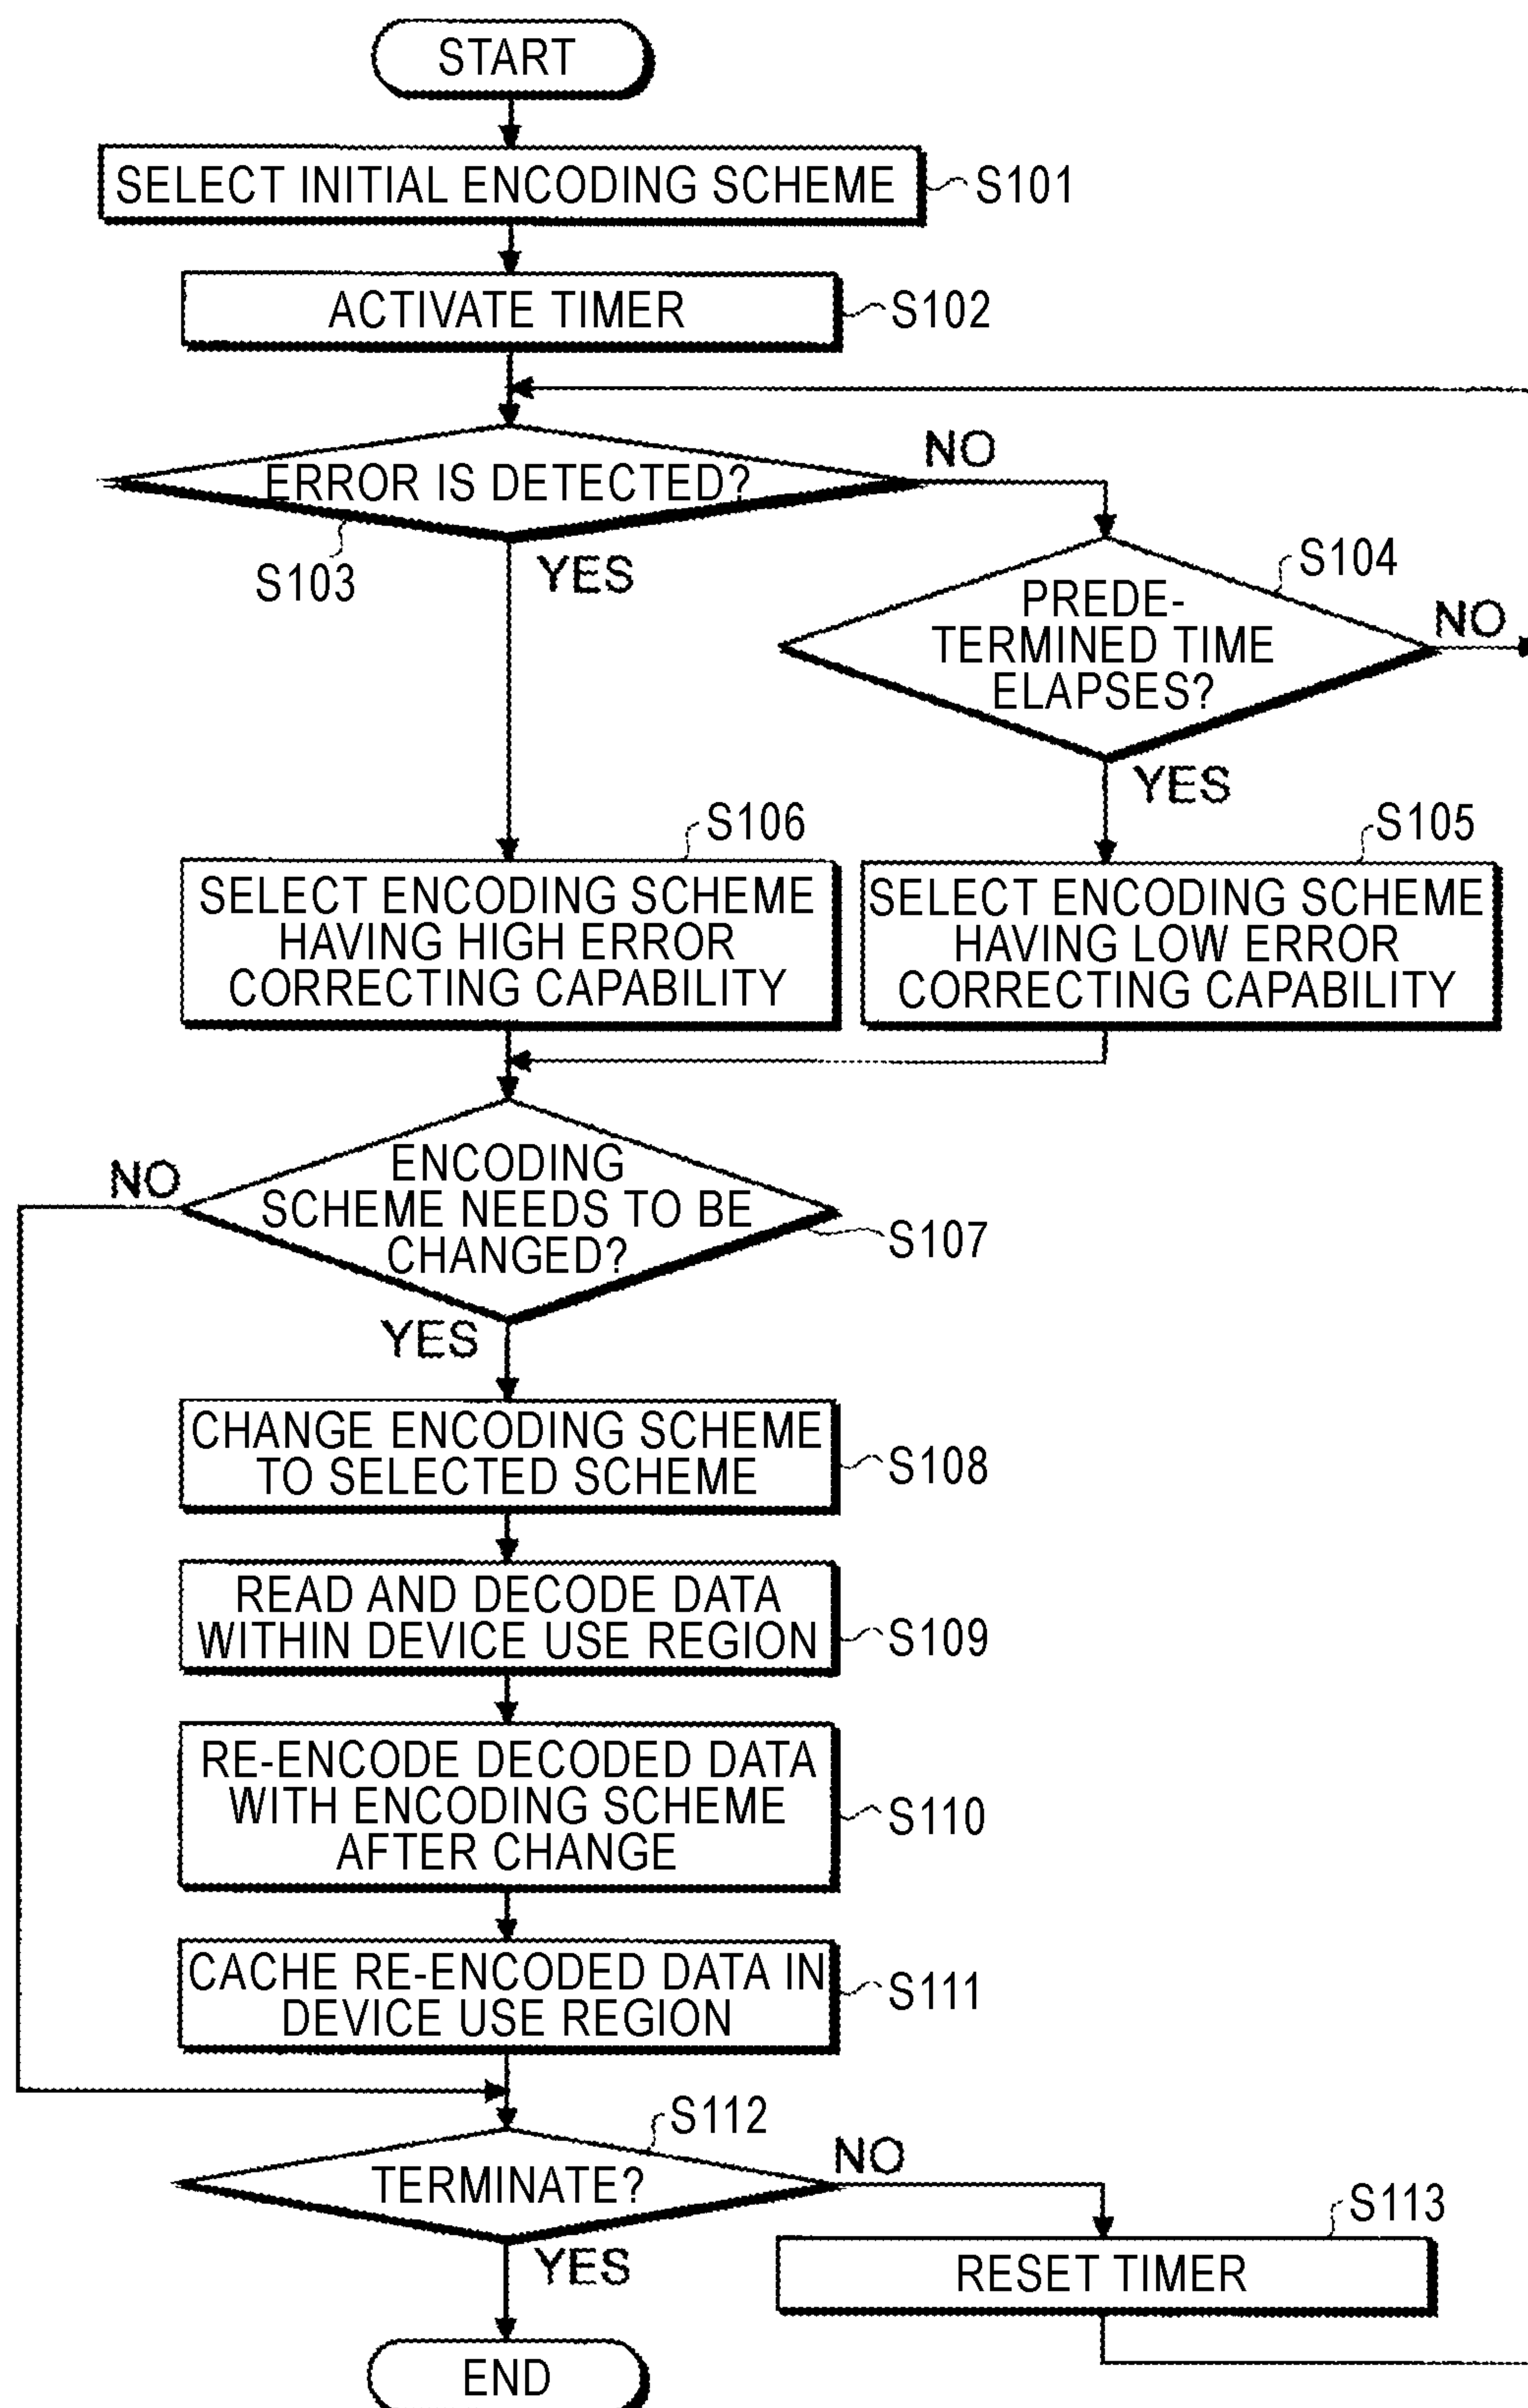 START
SELECT INITIAL ENCODING SCHEME
S101
ACTIVATE TIMER
S102
ERROR IS DETECTED?
NO
S103
YES
S104
PREDE-
TERMINED TIME
ELAPSES?
NO
YES
S106
SELECT ENCODING SCHEME
HAVING HIGH ERROR
CORRECTING CAPABILITY
S105
SELECT ENCODING SCHEME
HAVING LOW ERROR
CORRECTING CAPABILITY
NO
ENCODING
SCHEME NEEDS TO BE
CHANGED?
S107
YES
CHANGE ENCODING SCHEME
TO SELECTED SCHEME
S108
READ AND DECODE DATA
WITHIN DEVICE USE REGION
S109
RE-ENCODE DECODED DATA
WITH ENCODING SCHEME
AFTER CHANGE
S110
CACHE RE-ENCODED DATA IN
DEVICE USE REGION
S111
S112
TERMINATE?
NO
YES
S113
RESET TIMER
END